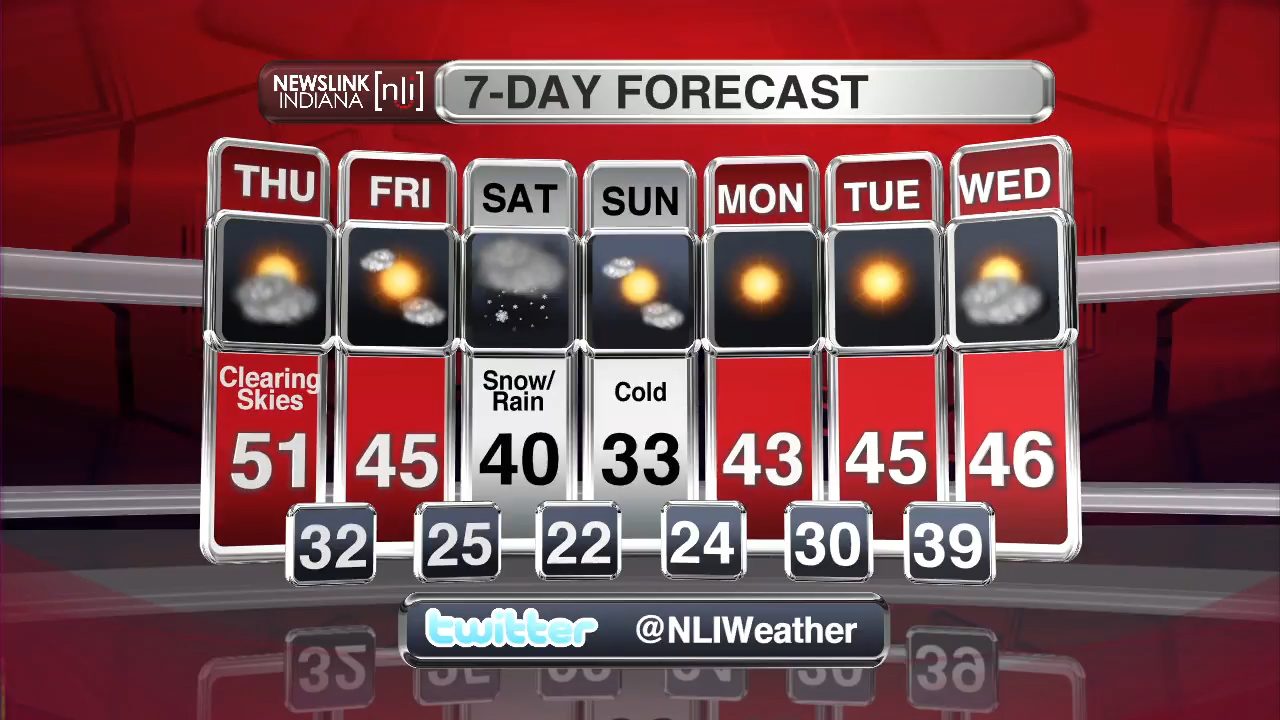 NEWSLINK
INDIANA
[nli]
7-DAY FORECAST
THU
FRI
SAT
SUN
MON
TUE
WED
Clearing
Skies
Snow/
Rain
Cold
51
45
40
33
43
45
46
32
25
22
24
30
39
twitter
@NLIWeather